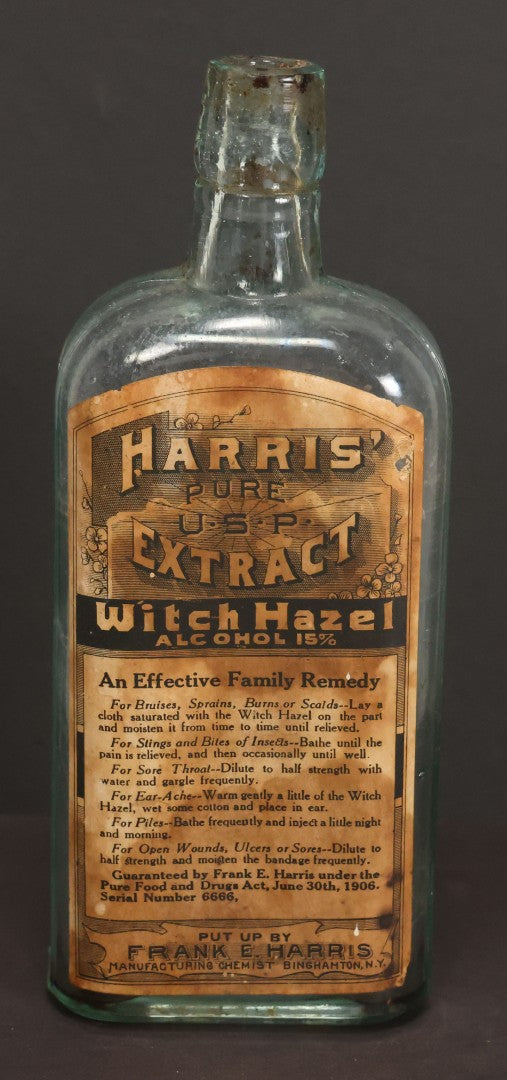 HARRIS'
PURE
U·S·P·
EXTRACT
Witch Hazel
ALCOHOL 15%
An Effective Family Remedy
For Bruises, Sprains, Burns or Scalds--Lay a
cloth saturated with the Witch Hazel on the part
and moisten it from time to time until relieved.
For Stings and Bites of Insects--Bathe until the
pain is relieved, and then occasionally until well.
For Sore Throat--Dilute to half strength with
water and gargle frequently.
For Ear-Ache--Warm gently a little of the Witch
Hazel, wet some cotton and place in ear.
For Piles--Bathe frequently and inject a little night
and morning.
For Open Wounds, Ulcers or Sores--Dilute to
half strength and moisten the bandage frequently.
Guaranteed by Frank E. Harris under the
Pure Food and Drugs Act, June 30th, 1906.
Serial Number 6666,
PUT UP BY
FRANK E. HARRIS
MANUFACTURING CHEMIST BINGHAMTON, N.Y.